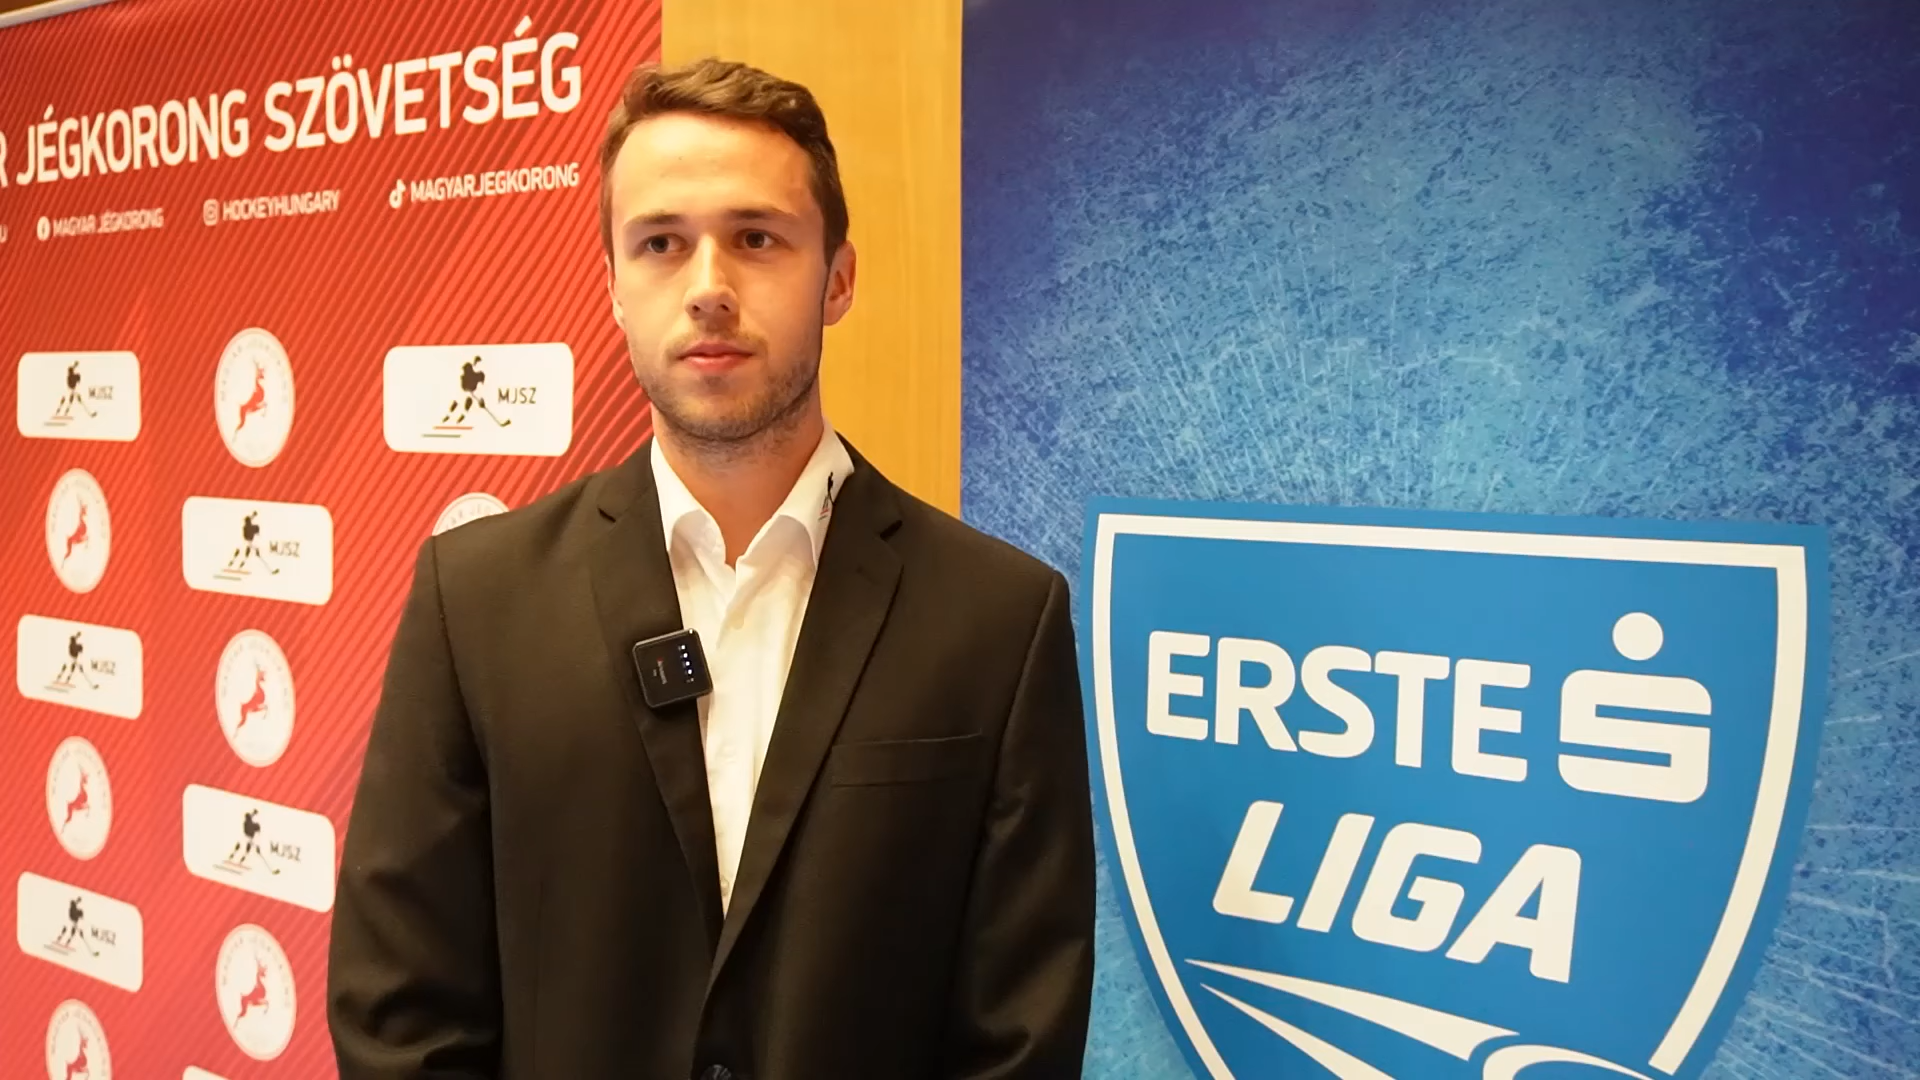 R JÉGKORONG SZÖVETSÉG
U MAGYAR JÉGKORONG HOCKEYHUNGARY MAGYARJEGKORONG
MJSZ
MJSZ
MJSZ
MJSZ
MJSZ
MJSZ
ERSTE
LIGA